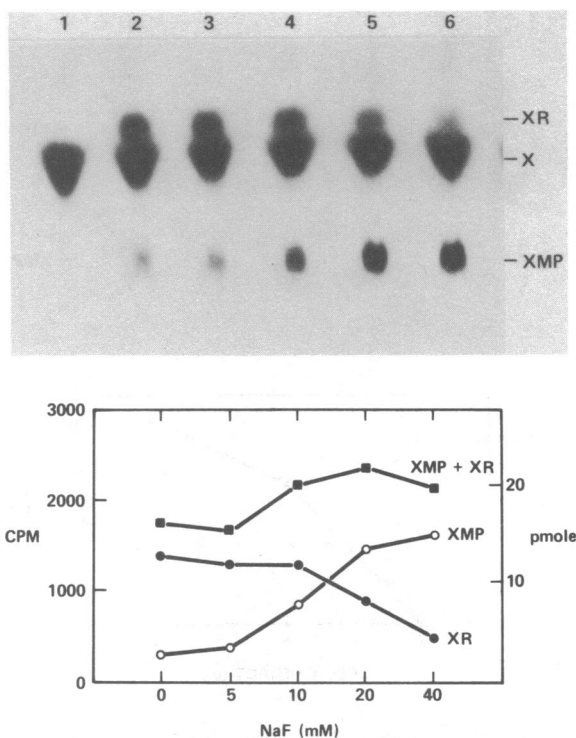 1 2 3 4 5 6
– XR
– X
– XMP
3000
XMP + XR
2000
20
CPM
XMP
pmole
1000
10
XR
0
0 5 10 20 40
NaF (mM)